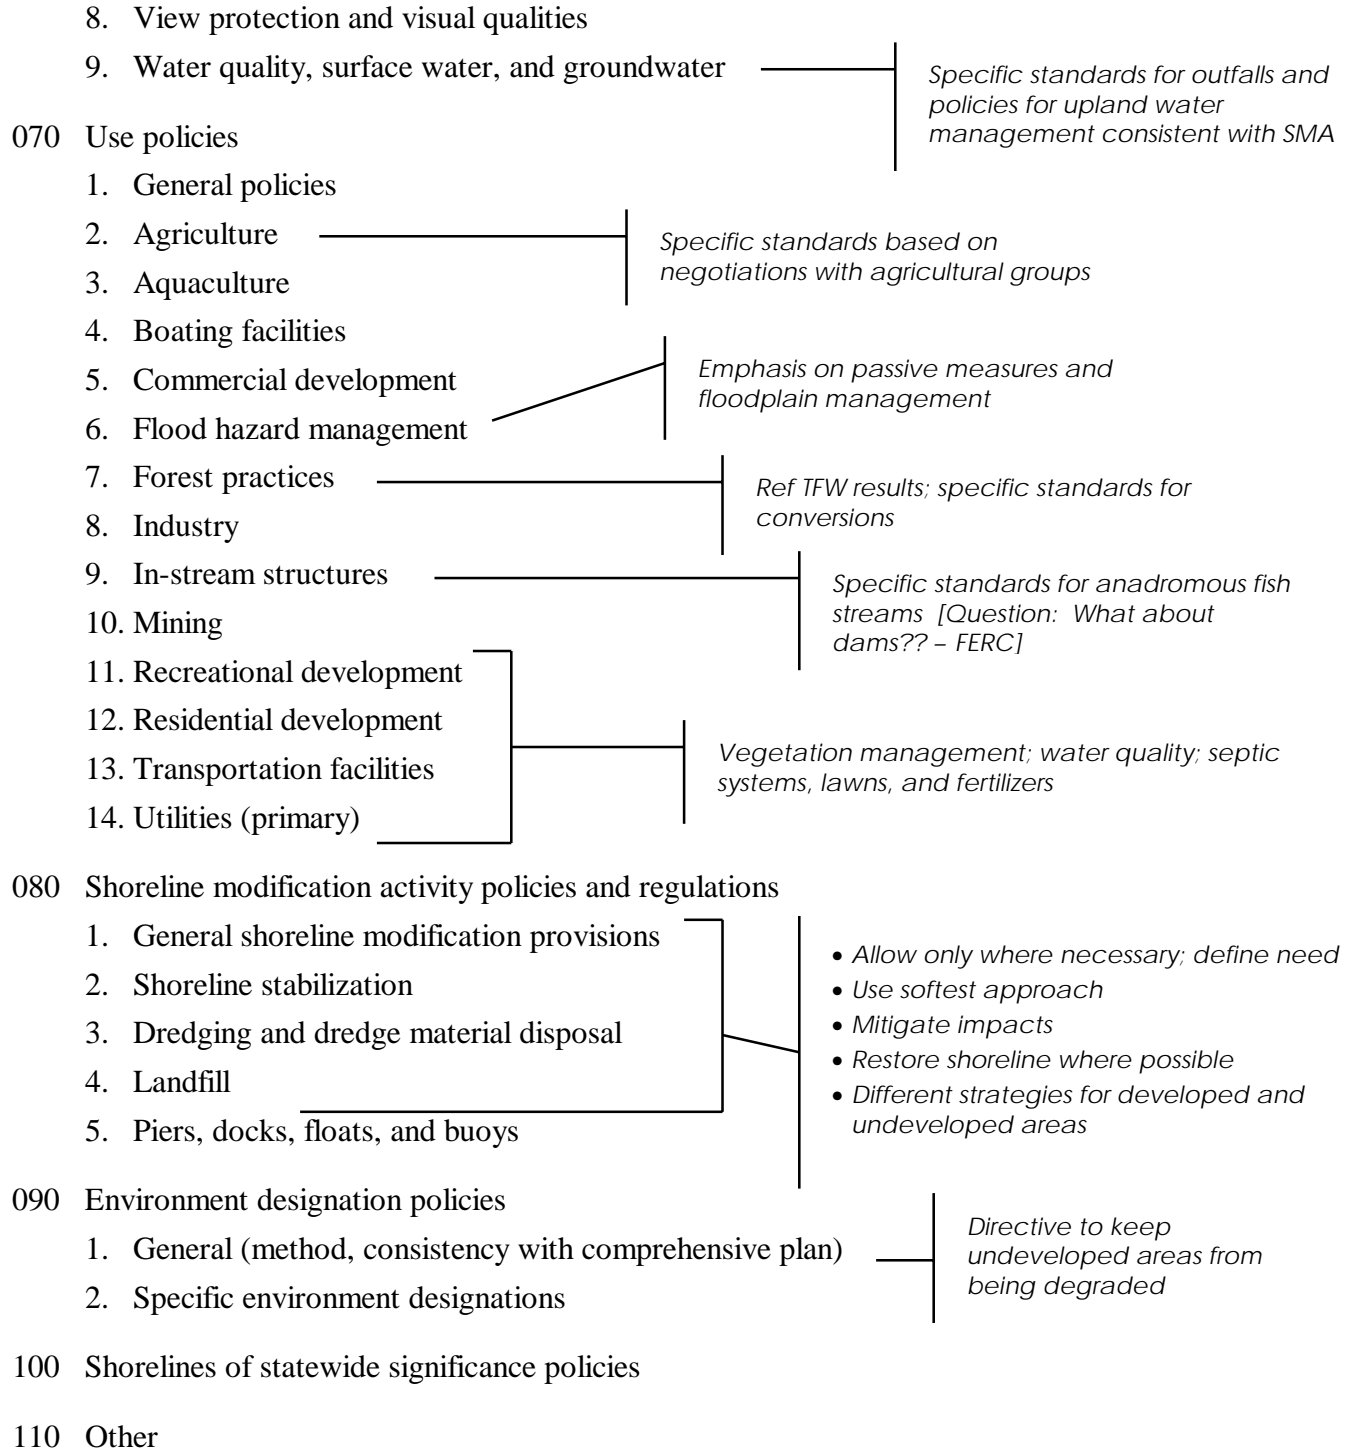 8. View protection and visual qualities
9. Water quality, surface water, and groundwater
Specific standards for outfalls and
policies for upland water
management consistent with SMA
070 Use policies
1. General policies
2. Agriculture
Specific standards based on
negotiations with agricultural groups
3. Aquaculture
4. Boating facilities
5. Commercial development
Emphasis on passive measures and
floodplain management
6. Flood hazard management
7. Forest practices
Ref TFW results; specific standards for
conversions
8. Industry
9. In-stream structures
Specific standards for anadromous fish
streams [Question: What about
dams?? – FERC]
10. Mining
11. Recreational development
12. Residential development
13. Transportation facilities
14. Utilities (primary)
Vegetation management; water quality; septic
systems, lawns, and fertilizers
080 Shoreline modification activity policies and regulations
1. General shoreline modification provisions
2. Shoreline stabilization
3. Dredging and dredge material disposal
4. Landfill
5. Piers, docks, floats, and buoys
• Allow only where necessary; define need
• Use softest approach
• Mitigate impacts
• Restore shoreline where possible
• Different strategies for developed and
undeveloped areas
090 Environment designation policies
1. General (method, consistency with comprehensive plan)
2. Specific environment designations
Directive to keep
undeveloped areas from
being degraded
100 Shorelines of statewide significance policies
110 Other